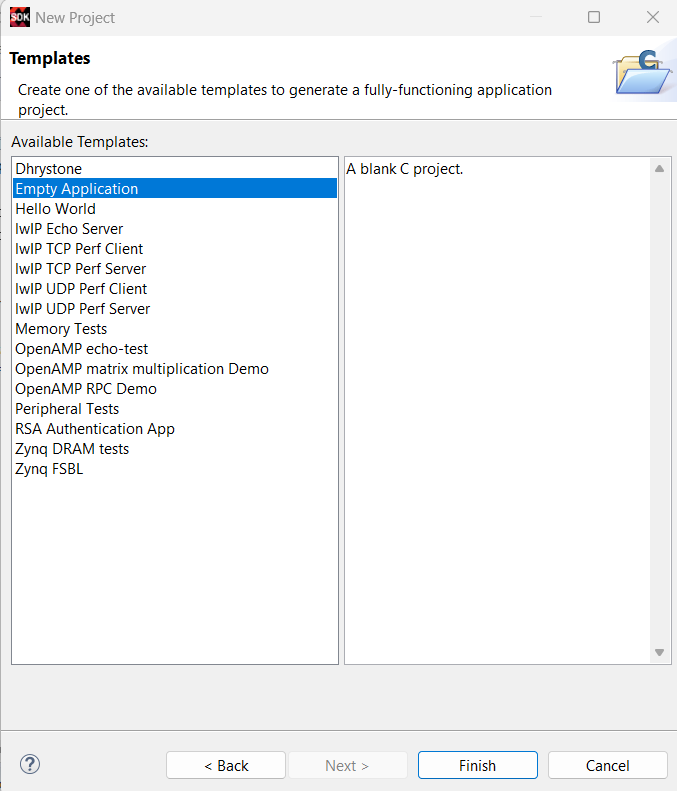 SDK New Project
Templates
Create one of the available templates to generate a fully-functioning application
project.
Available Templates:
Dhrystone
Empty Application
Hello World
lwIP Echo Server
lwIP TCP Perf Client
lwIP TCP Perf Server
lwIP UDP Perf Client
lwIP UDP Perf Server
Memory Tests
OpenAMP echo-test
OpenAMP matrix multiplication Demo
OpenAMP RPC Demo
Peripheral Tests
RSA Authentication App
Zynq DRAM tests
Zynq FSBL
A blank C project.
C
?
< Back
Next >
Finish
Cancel